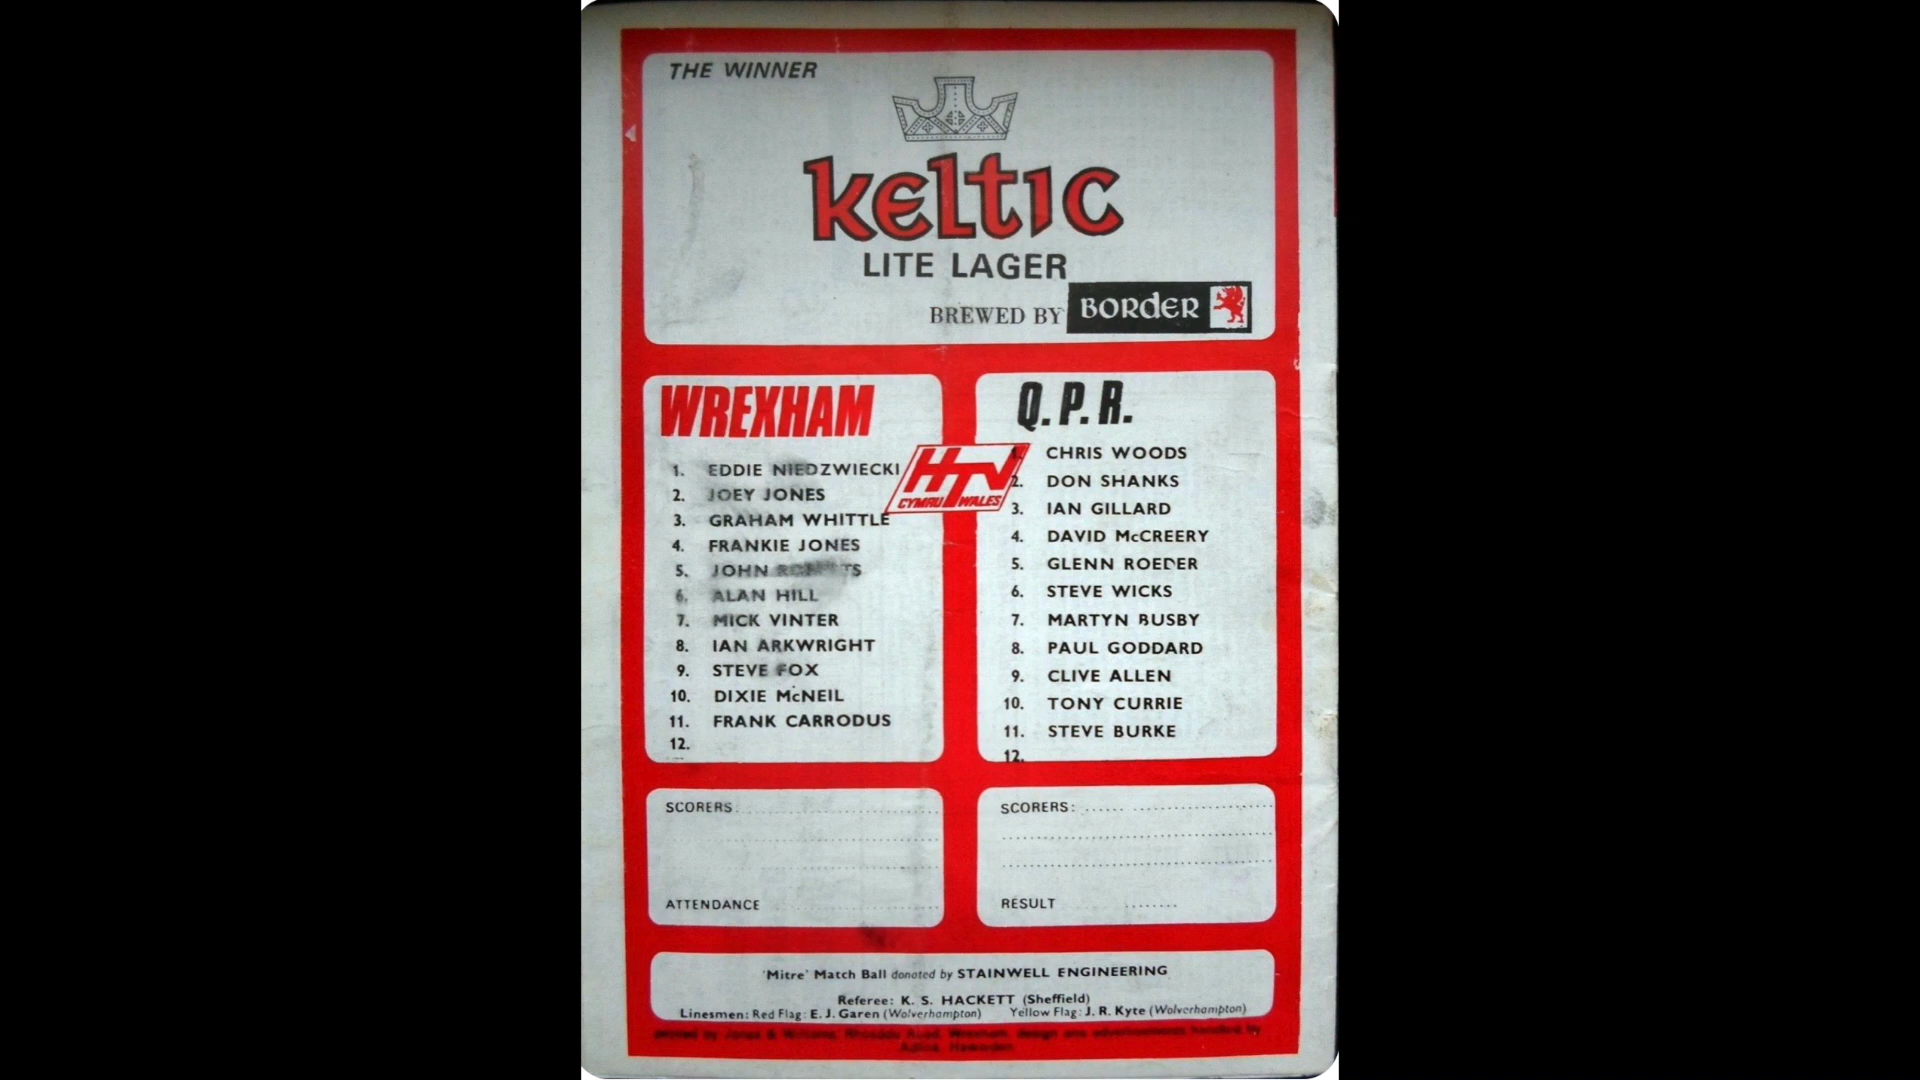 THE WINNER
keltic
LITE LAGER
BREWED BY BORDER
WREXHAM
1. EDDIE NIEDZWIECKI
2. JOEY JONES
3. GRAHAM WHITTLE
4. FRANKIE JONES
5. JOHN
6. ALAN HILL
7. MICK VINTER
8. IAN ARKWRIGHT
9. STEVE FOX
10. DIXIE McNEIL
11. FRANK CARRODUS
12.
HTV
CYMRU WALES
Q.P.R.
1. CHRIS WOODS
2. DON SHANKS
3. IAN GILLARD
4. DAVID McCREERY
5. GLENN ROEDER
6. STEVE WICKS
7. MARTYN BUSBY
8. PAUL GODDARD
9. CLIVE ALLEN
10. TONY CURRIE
11. STEVE BURKE
12.
SCORERS
ATTENDANCE
SCORERS:
RESULT
'Mitre' Match Ball donated by STAINWELL ENGINEERING
Referee: K. S. HACKETT (Sheffield)
Linesmen: Red Flag: E. J. Garen (Wolverhampton) Yellow Flag: J. R. Kyte (Wolverhampton)